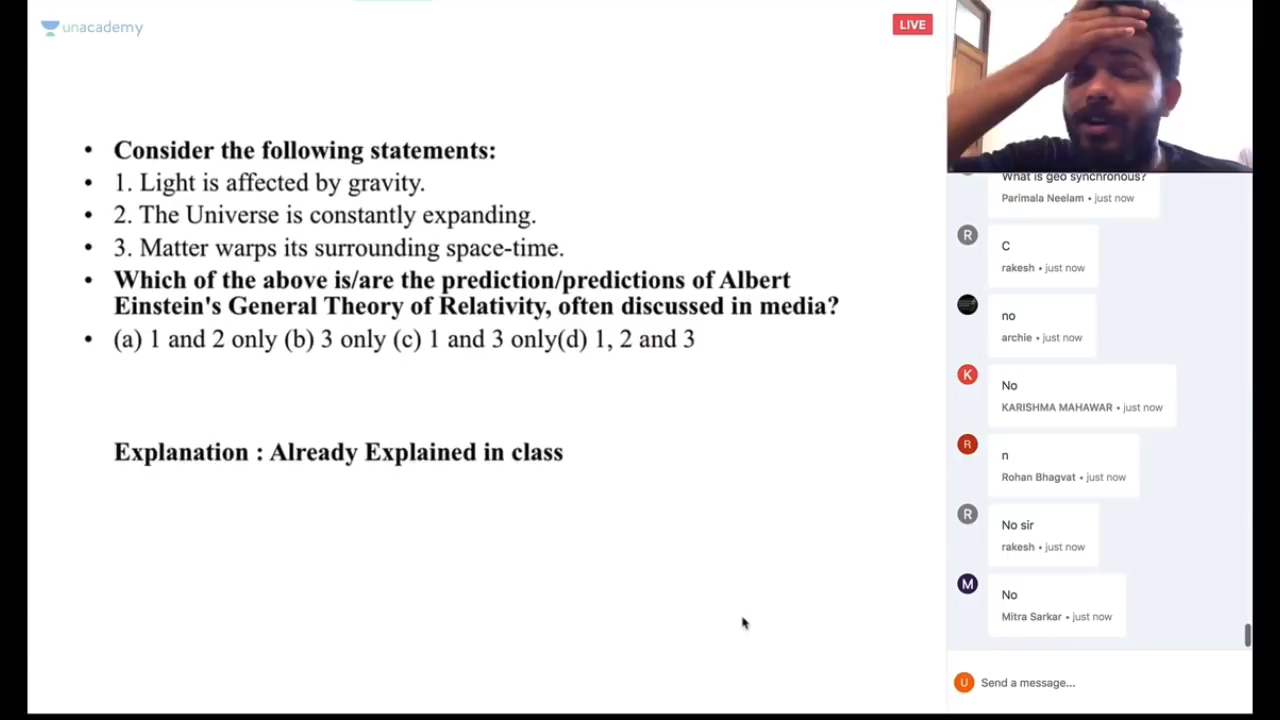 unacademy
LIVE
• Consider the following statements:
• 1. Light is affected by gravity.
• 2. The Universe is constantly expanding.
• 3. Matter warps its surrounding space-time.
• Which of the above is/are the prediction/predictions of Albert
Einstein's General Theory of Relativity, often discussed in media?
• (a) 1 and 2 only (b) 3 only (c) 1 and 3 only(d) 1, 2 and 3
Explanation : Already Explained in class
What is geo synchronous?
Parimala Neelam • just now
R
C
rakesh • just now
no
archie • just now
K
No
KARISHMA MAHAWAR • just now
R
n
Rohan Bhagvat • just now
R
No sir
rakesh • just now
M
No
Mitra Sarkar • just now
U
Send a message...